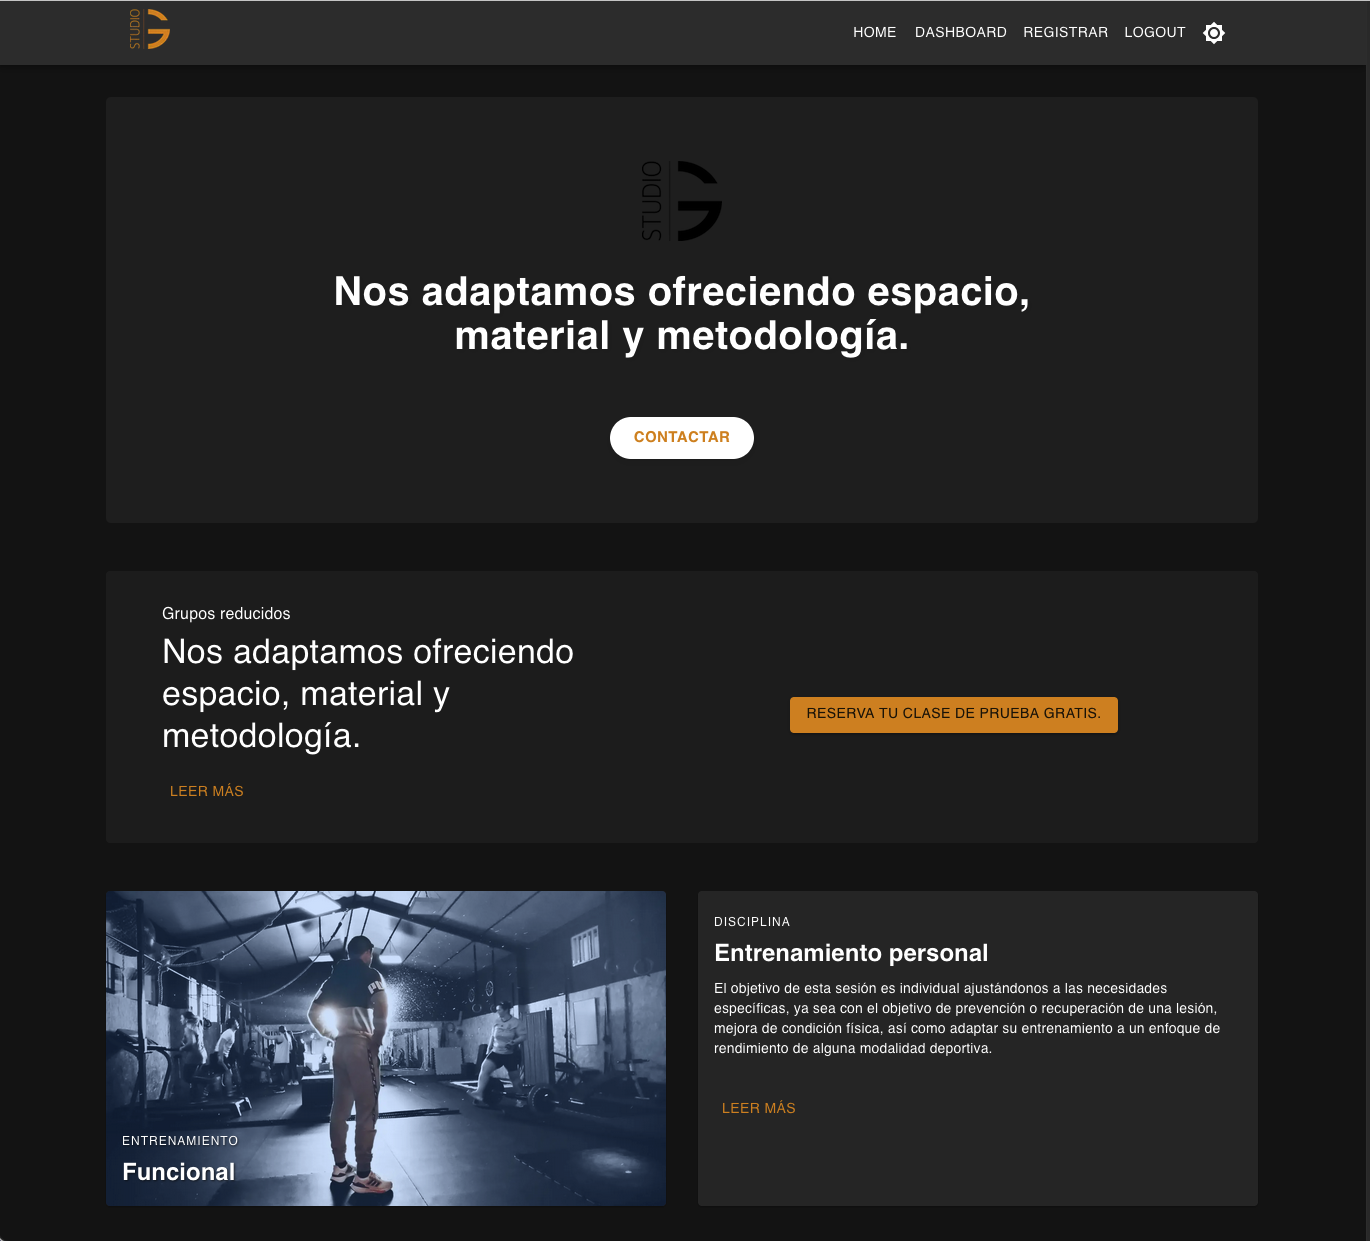 STUDIO
HOME DASHBOARD REGISTRAR LOGOUT
STUDIO
Nos adaptamos ofreciendo espacio,
material y metodología.
CONTACTAR
Grupos reducidos
Nos adaptamos ofreciendo
espacio, material y
metodología.
LEER MÁS
RESERVA TU CLASE DE PRUEBA GRATIS.
ENTRENAMIENTO
Funcional
DISCIPLINA
Entrenamiento personal
El objetivo de esta sesión es individual ajustándonos a las necesidades
específicas, ya sea con el objetivo de prevención o recuperación de una lesión,
mejora de condición física, así como adaptar su entrenamiento a un enfoque de
rendimiento de alguna modalidad deportiva.
LEER MÁS